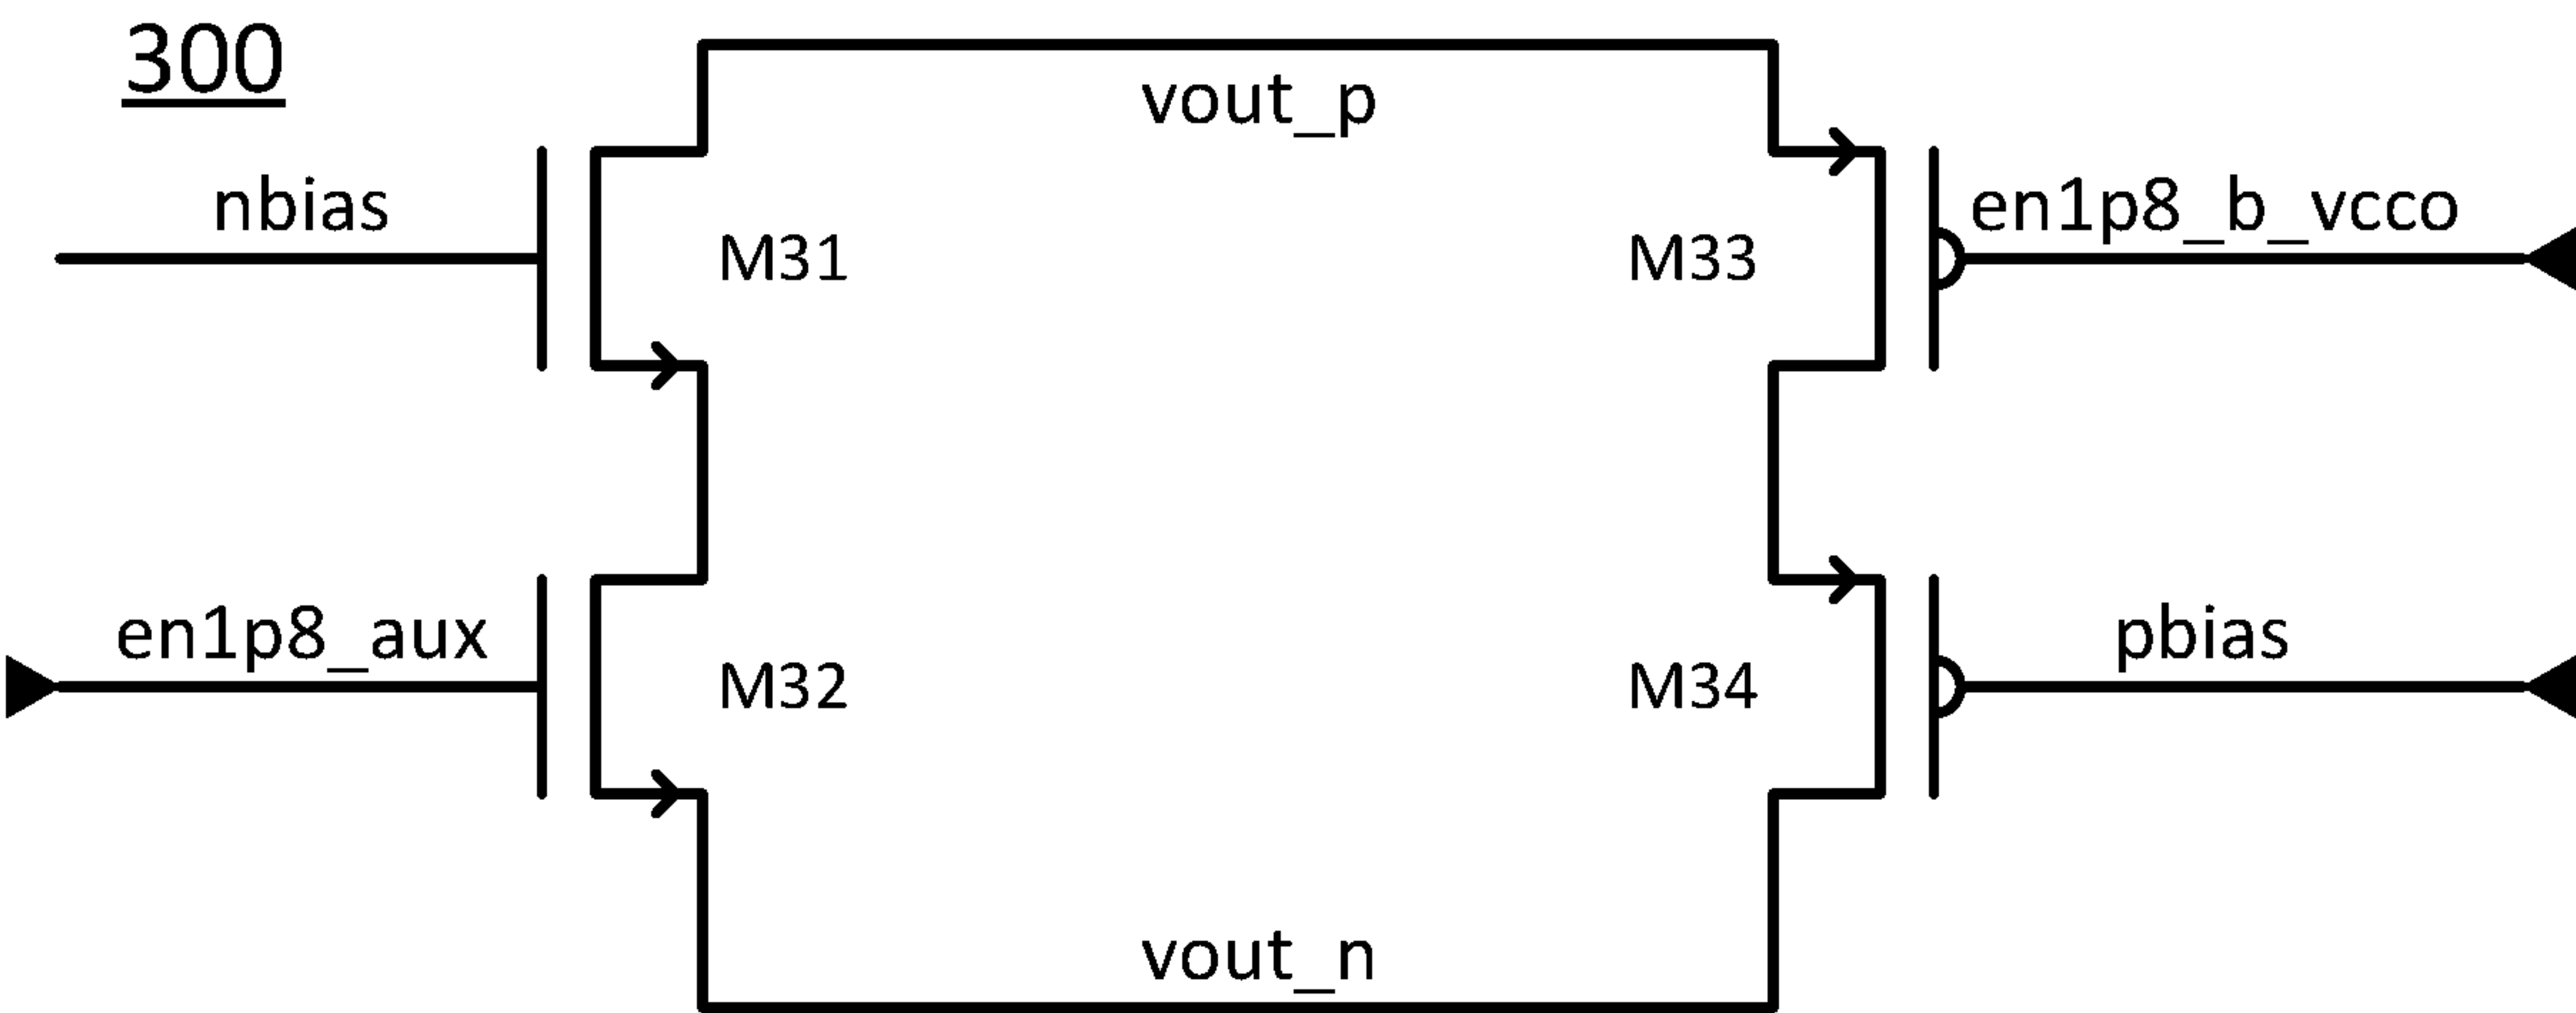 300
vout_p
nbias
en1p8_b_vcco
M31
M33
en1p8_aux
pbias
M32
M34
vout_n